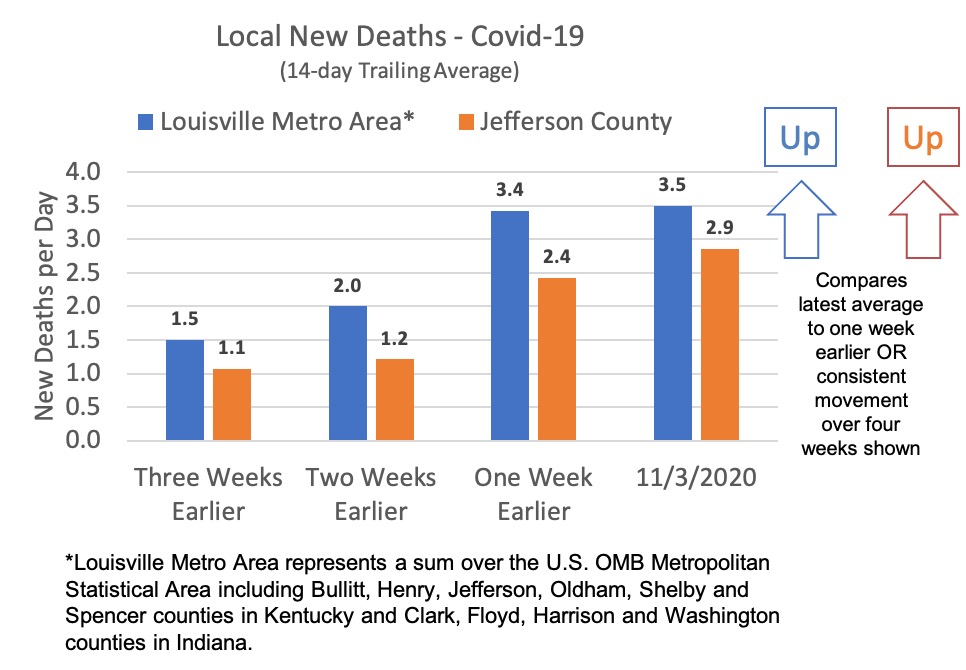 Local New Deaths - Covid-19
(14-day Trailing Average)
Louisville Metro Area*
Jefferson County
Up
Up
New Deaths per Day
4.0
3.5
3.0
2.5
2.0
1.5
1.0
0.5
0.0
1.5
1.1
2.0
1.2
3.4
2.4
3.5
2.9
Three Weeks
Earlier
Two Weeks
Earlier
One Week
Earlier
11/3/2020
Compares
latest average
to one week
earlier OR
consistent
movement
over four
weeks shown
*Louisville Metro Area represents a sum over the U.S. OMB Metropolitan
Statistical Area including Bullitt, Henry, Jefferson, Oldham, Shelby and
Spencer counties in Kentucky and Clark, Floyd, Harrison and Washington
counties in Indiana.